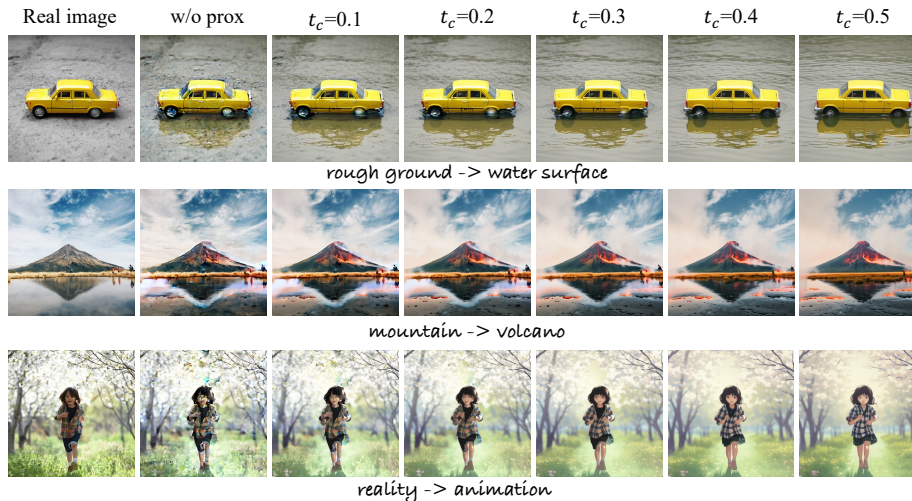 Real image w/o prox t_c=0.1 t_c=0.2 t_c=0.3 t_c=0.4 t_c=0.5
rough ground -> water surface
mountain -> volcano
reality -> animation